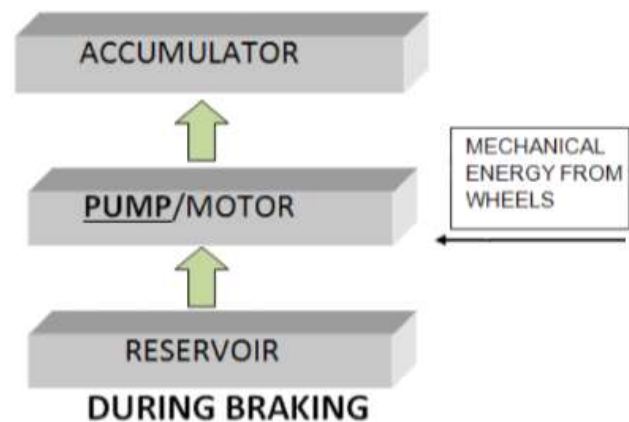 ACCUMULATOR
MECHANICAL
ENERGY FROM
WHEELS
PUMP/MOTOR
RESERVOIR
DURING BRAKING